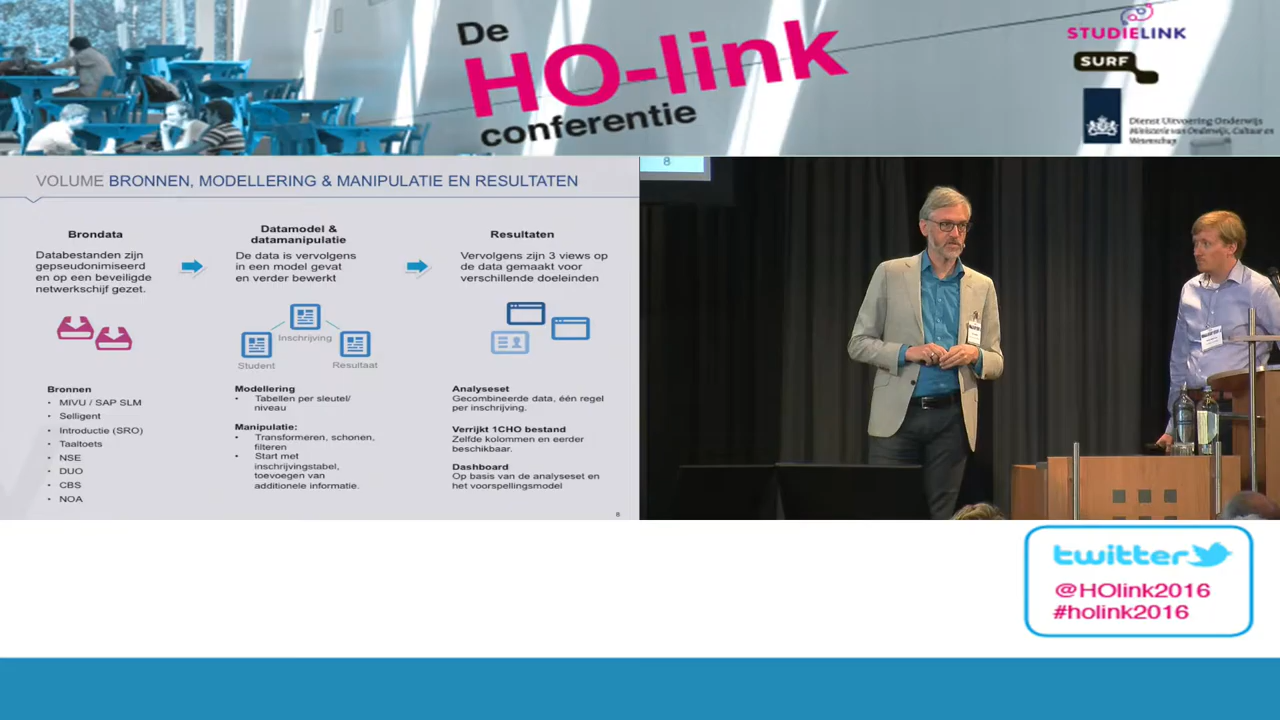 De
HO-link
conferentie
STUDIELINK
SURF
Dienst Uitvoering Onderwijs
Ministerie van Onderwijs, Cultuur en
Wetenschap
8
VOLUME BRONNEN, MODELLERING & MANIPULATIE EN RESULTATEN
Brondata
Databestanden zijn
gepseudonimiseerd
en op een beveiligde
netwerkschijf gezet.
Datamodel &
datamanipulatie
De data is vervolgens
in een model gevat
en verder bewerkt
Resultaten
Vervolgens zijn 3 views op
de data gemaakt voor
verschillende doeleinden
Inschrijving
Student
Resultaat
Bronnen
• MIVU / SAP SLM
• Selligent
• Introductie (SRO)
• Taaltoets
• NSE
• DUO
• CBS
• NOA
Modellering
• Tabellen per sleutel/
niveau
Manipulatie:
• Transformeren, schonen,
filteren
• Start met
inschrijvingstabel,
toevoegen van
additionele informatie.
Analyseset
Gecombineerde data, één regel
per inschrijving.
Verrijkt 1CHO bestand
Zelfde kolommen en eerder
beschikbaar.
Dashboard
Op basis van de analyseset en
het voorspellingsmodel
8
twitter
@HOlink2016
#holink2016